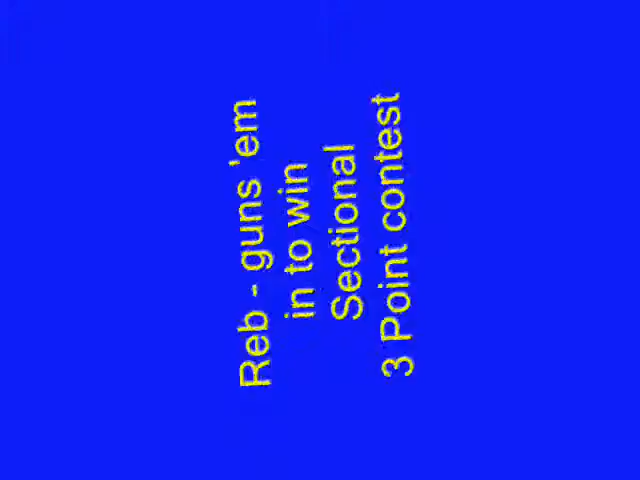 Reb - guns 'em
in to win
Sectional
3 Point contest